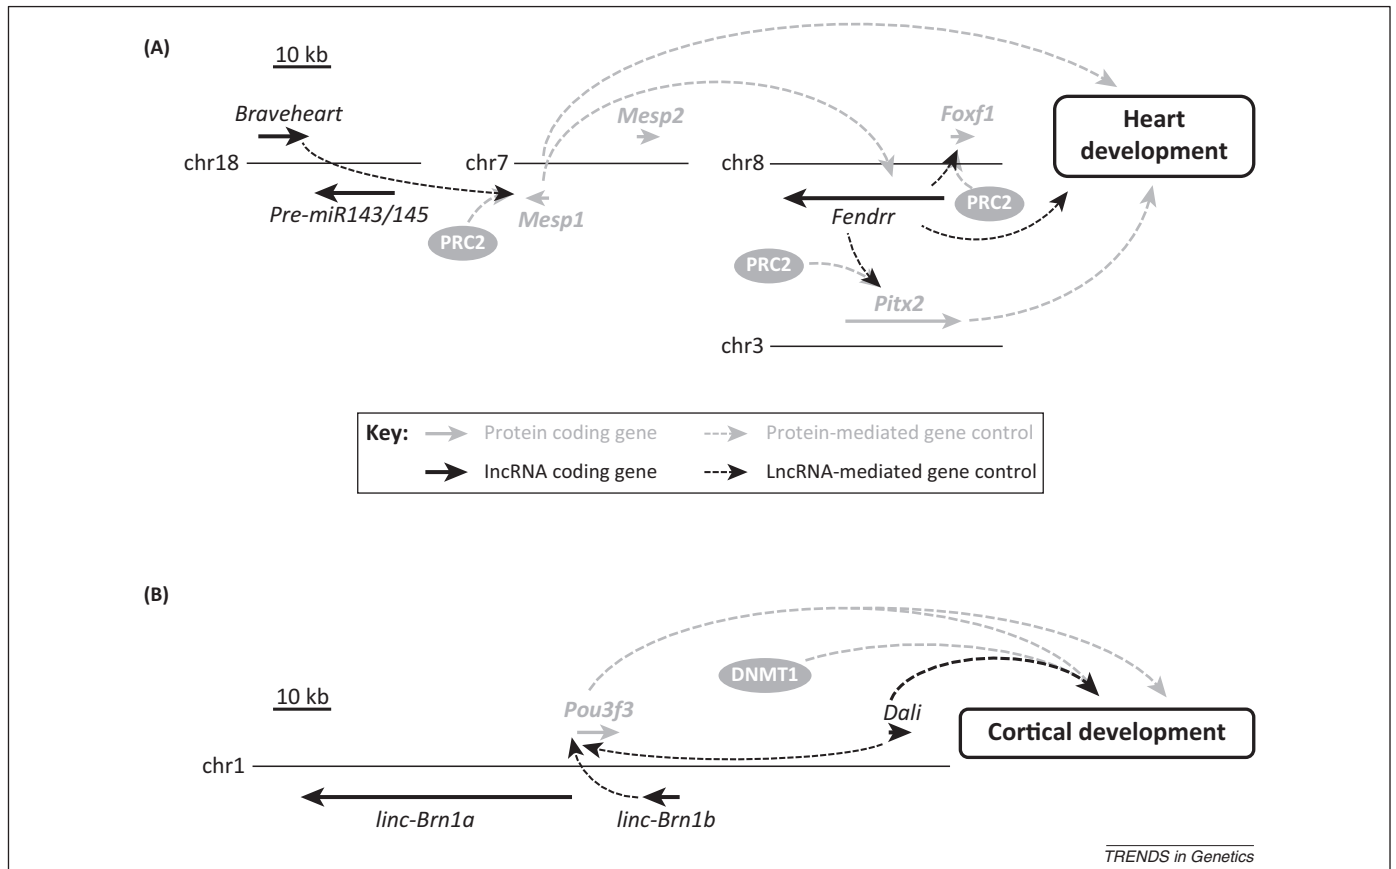 (A)
10 kb
Braveheart
Mesp2
Foxf1
Heart
development
chr18
chr7
chr8
Pre-miR143/145
Mesp1
PRC2
Fendrr
PRC2
PRC2
Pitx2
chr3
Key:
Protein coding gene
Protein-mediated gene control
lncRNA coding gene
LncRNA-mediated gene control
(B)
10 kb
DNMT1
Pou3f3
Dali
Cortical development
chr1
linc-Brn1a
linc-Brn1b
TRENDS in Genetics